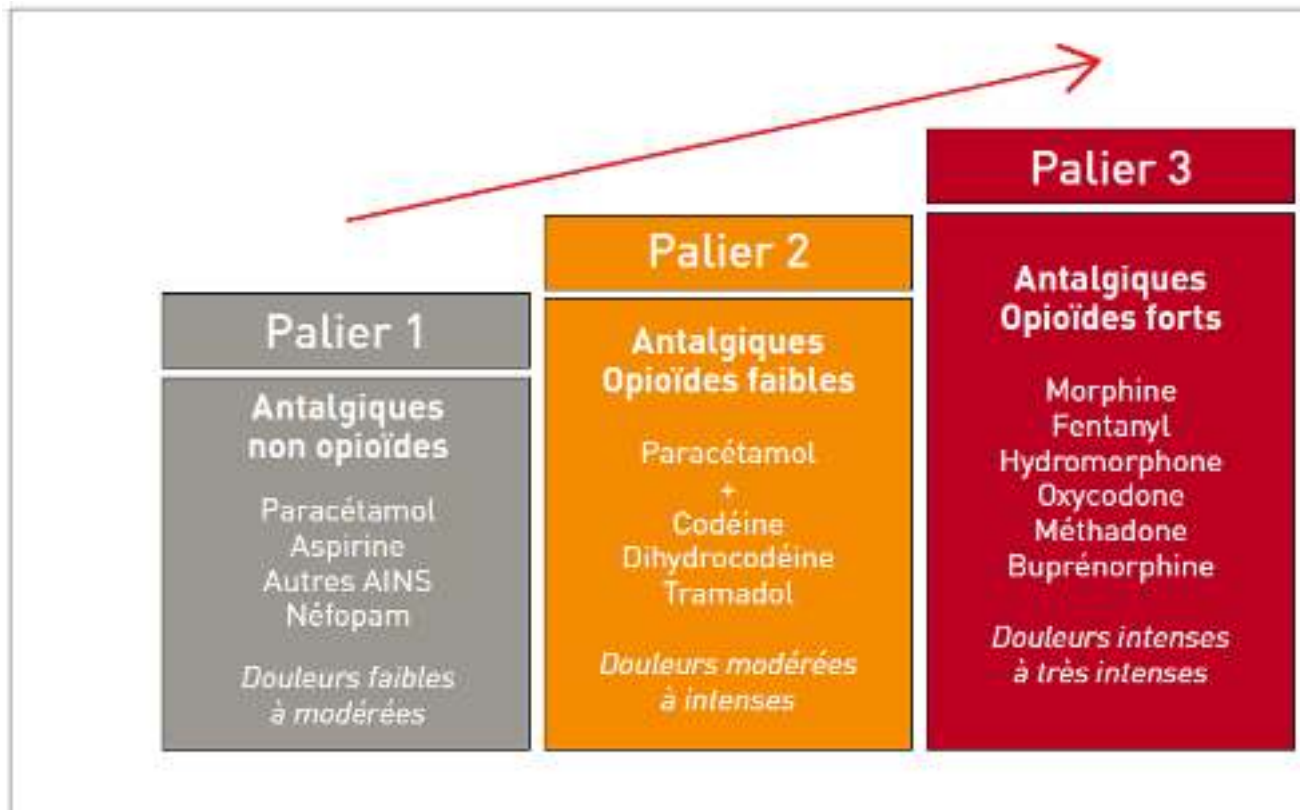 Palier 1
Antalgiques
non opioïdes
Paracétamol
Aspirine
Autres AINS
Néfopam
Douleurs faibles
à modérées
Palier 2
Antalgiques
Opioïdes faibles
Paracétamol
+
Codéine
Dihydrocodéine
Tramadol
Douleurs modérées
à intenses
Palier 3
Antalgiques
Opioïdes forts
Morphine
Fentanyl
Hydromorphone
Oxycodone
Méthadone
Buprénorphine
Douleurs intenses
à très intenses